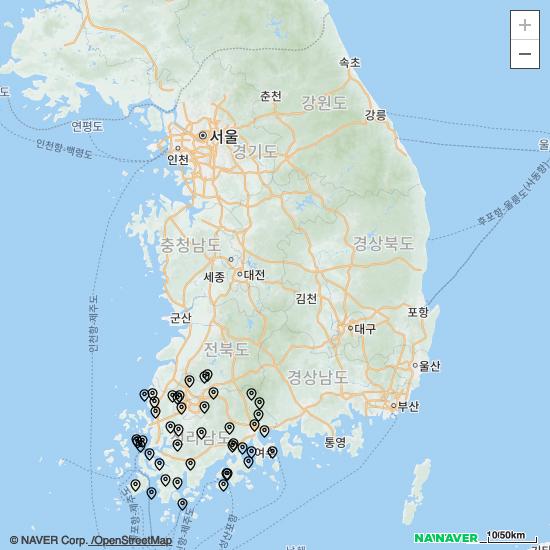 +
−
속초
춘천
강원도
강릉
도
연평도
서울
인천
경기도
인천항-백령도
울
후포항-울릉도(사동항)
충청남도
경상북도
세종
대전
김천
인천항-제주도
군산
포항
대구
전북도
울산
경상남도
부산
라남도
여수
통영
© NAVER Corp. /OpenStreetMap
NAVER
10/50km